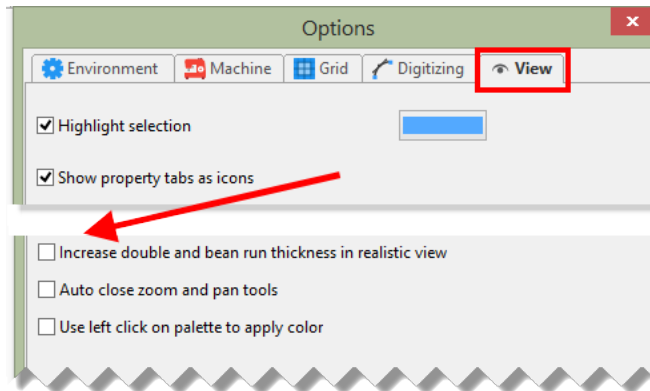 Options
Environment Machine Grid Digitizing View
Highlight selection
Show property tabs as icons
Increase double and bean run thickness in realistic view
Auto close zoom and pan tools
Use left click on palette to apply color